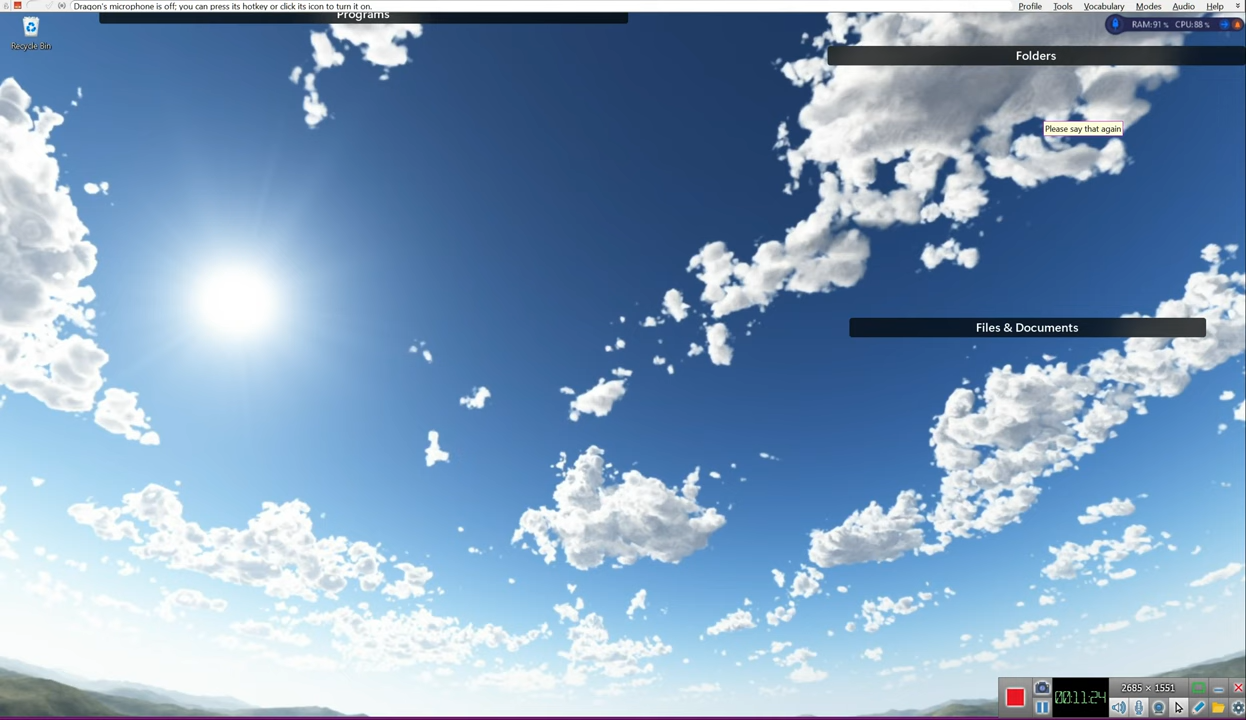 Dragon's microphone is off; you can press its hotkey or click its icon to turn it on.
Profile Tools Vocabulary Modes Audio Help
Programs
RAM:91% CPU:88%
Recycle Bin
Folders
Please say that again
Files & Documents
2685 × 1551
00:11:24